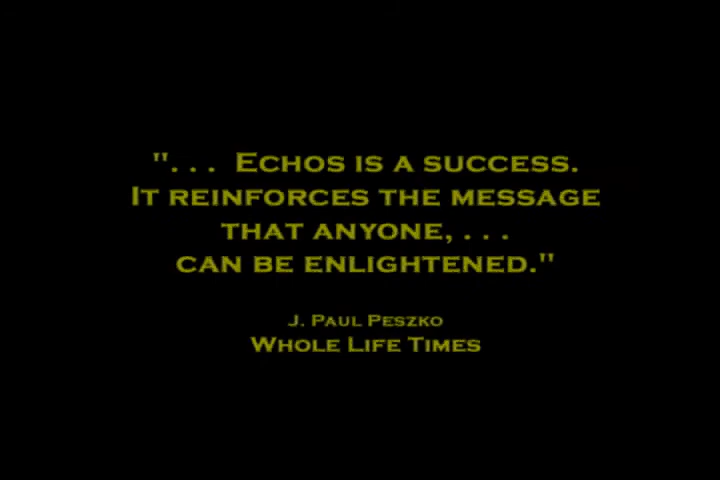 ". . .  Echos is a success.
It reinforces the message
that anyone, . . .
can be enlightened."
J. Paul Peszko
Whole Life Times